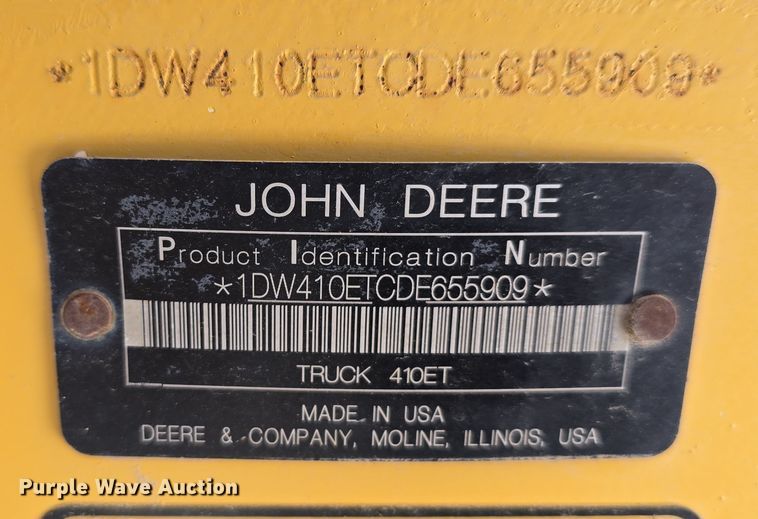 *1DW410ETCDE655909*
JOHN DEERE
Product Identification Number
*1DW410ETCDE655909*
TRUCK 410ET
MADE IN USA
DEERE & COMPANY, MOLINE, ILLINOIS, USA
Purple Wave Auction